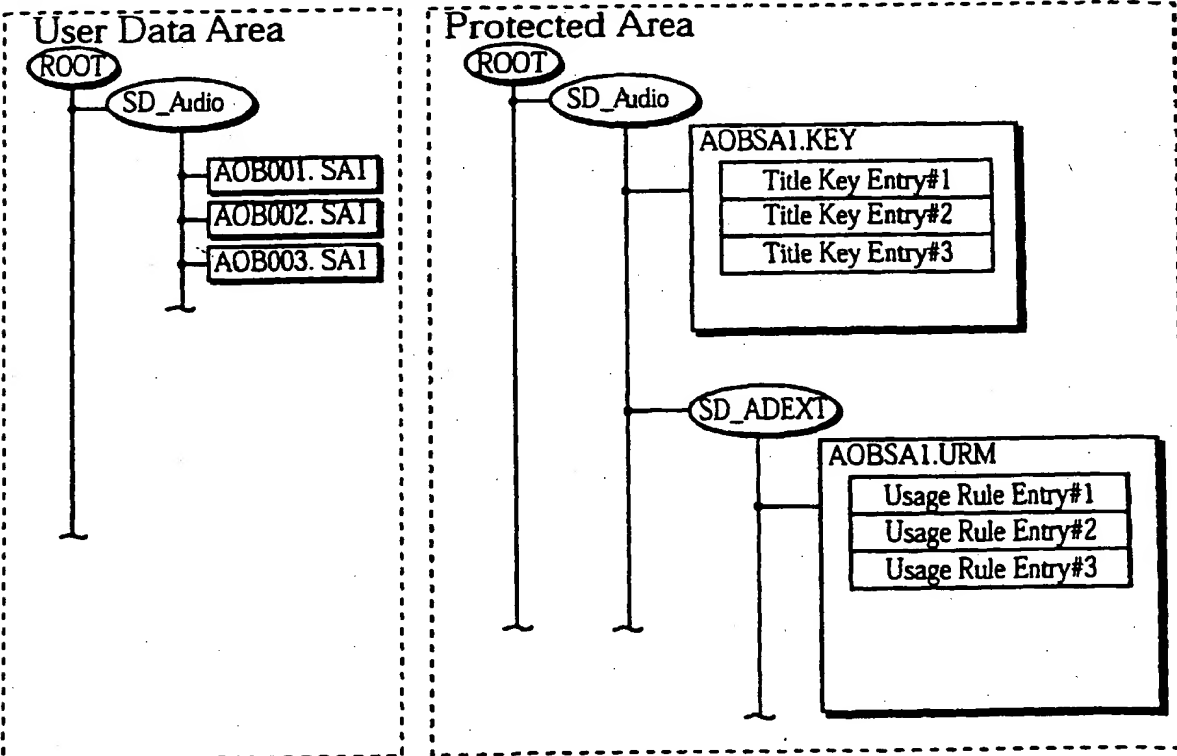 User Data Area
ROOT
SD_Audio
AOB001. SA1
AOB002. SA1
AOB003. SA1
Protected Area
ROOT
SD_Audio
AOBSA1.KEY
Title Key Entry#1
Title Key Entry#2
Title Key Entry#3
SD_ADEXT
AOBSA1.URM
Usage Rule Entry#1
Usage Rule Entry#2
Usage Rule Entry#3